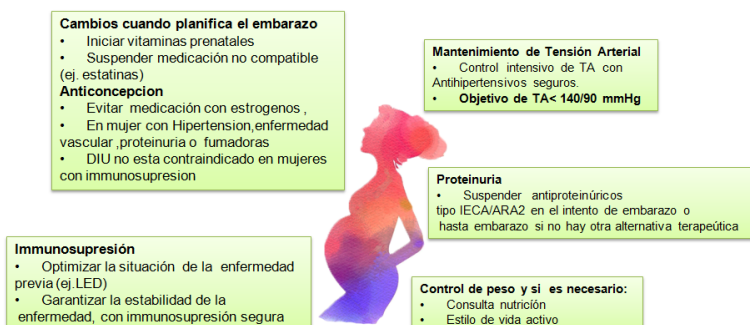 Cambios cuando planifica el embarazo
• Iniciar vitaminas prenatales
• Suspender medicación no compatible
(ej. estatinas)
Anticoncepcion
• Evitar medicación con estrogenos ,
• En mujer con Hipertension,enfermedad
vascular ,proteinuria o fumadoras
• DIU no esta contraindicado en mujeres
con immunosupresion
Mantenimiento de Tensión Arterial
• Control intensivo de TA con
Antihipertensivos seguros.
• Objetivo de TA< 140/90 mmHg
Proteinuria
• Suspender antiproteinúricos
tipo IECA/ARA2 en el intento de embarazo o
hasta embarazo si no hay otra alternativa terapeútica
Immunosupresión
• Optimizar la situación de la enfermedad
previa (ej.LED)
• Garantizar la estabilidad de la
enfermedad, con immunosupresión segura
Control de peso y si es necesario:
• Consulta nutrición
• Estilo de vida activo